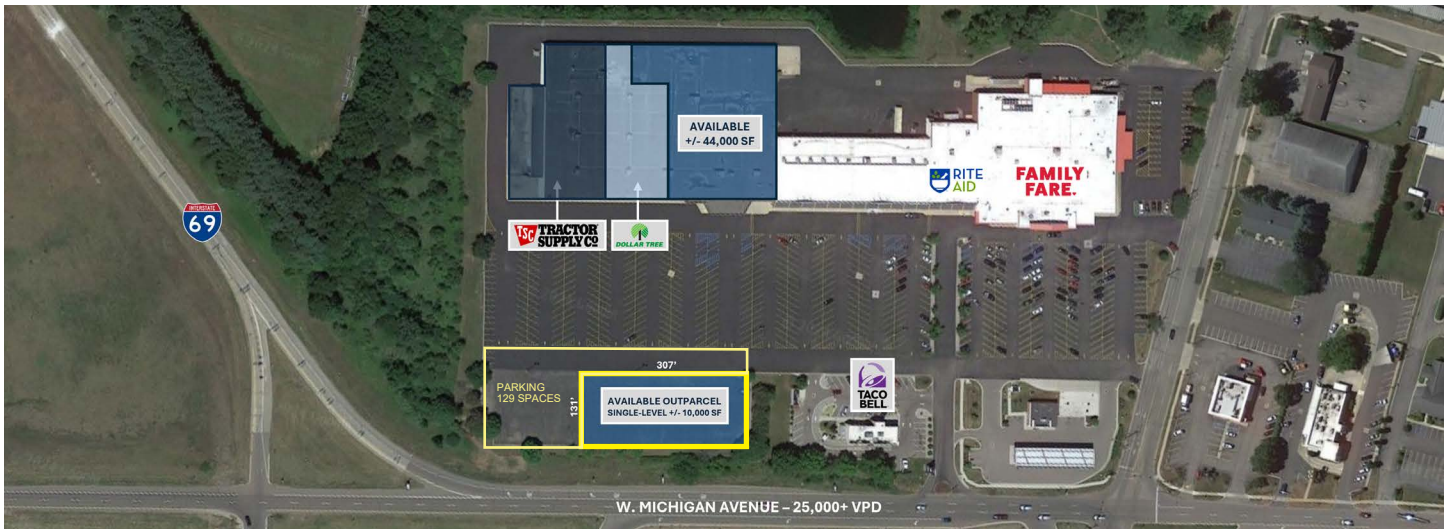 INTERSTATE
69
AVAILABLE
+/- 44,000 SF
RITE
AID
FAMILY
FARE.
TSC TRACTOR
SUPPLY CO
DOLLAR TREE
307'
PARKING
129 SPACES
131'
AVAILABLE OUTPARCEL
SINGLE-LEVEL +/- 10,000 SF
TACO
BELL
W. MICHIGAN AVENUE – 25,000+ VPD